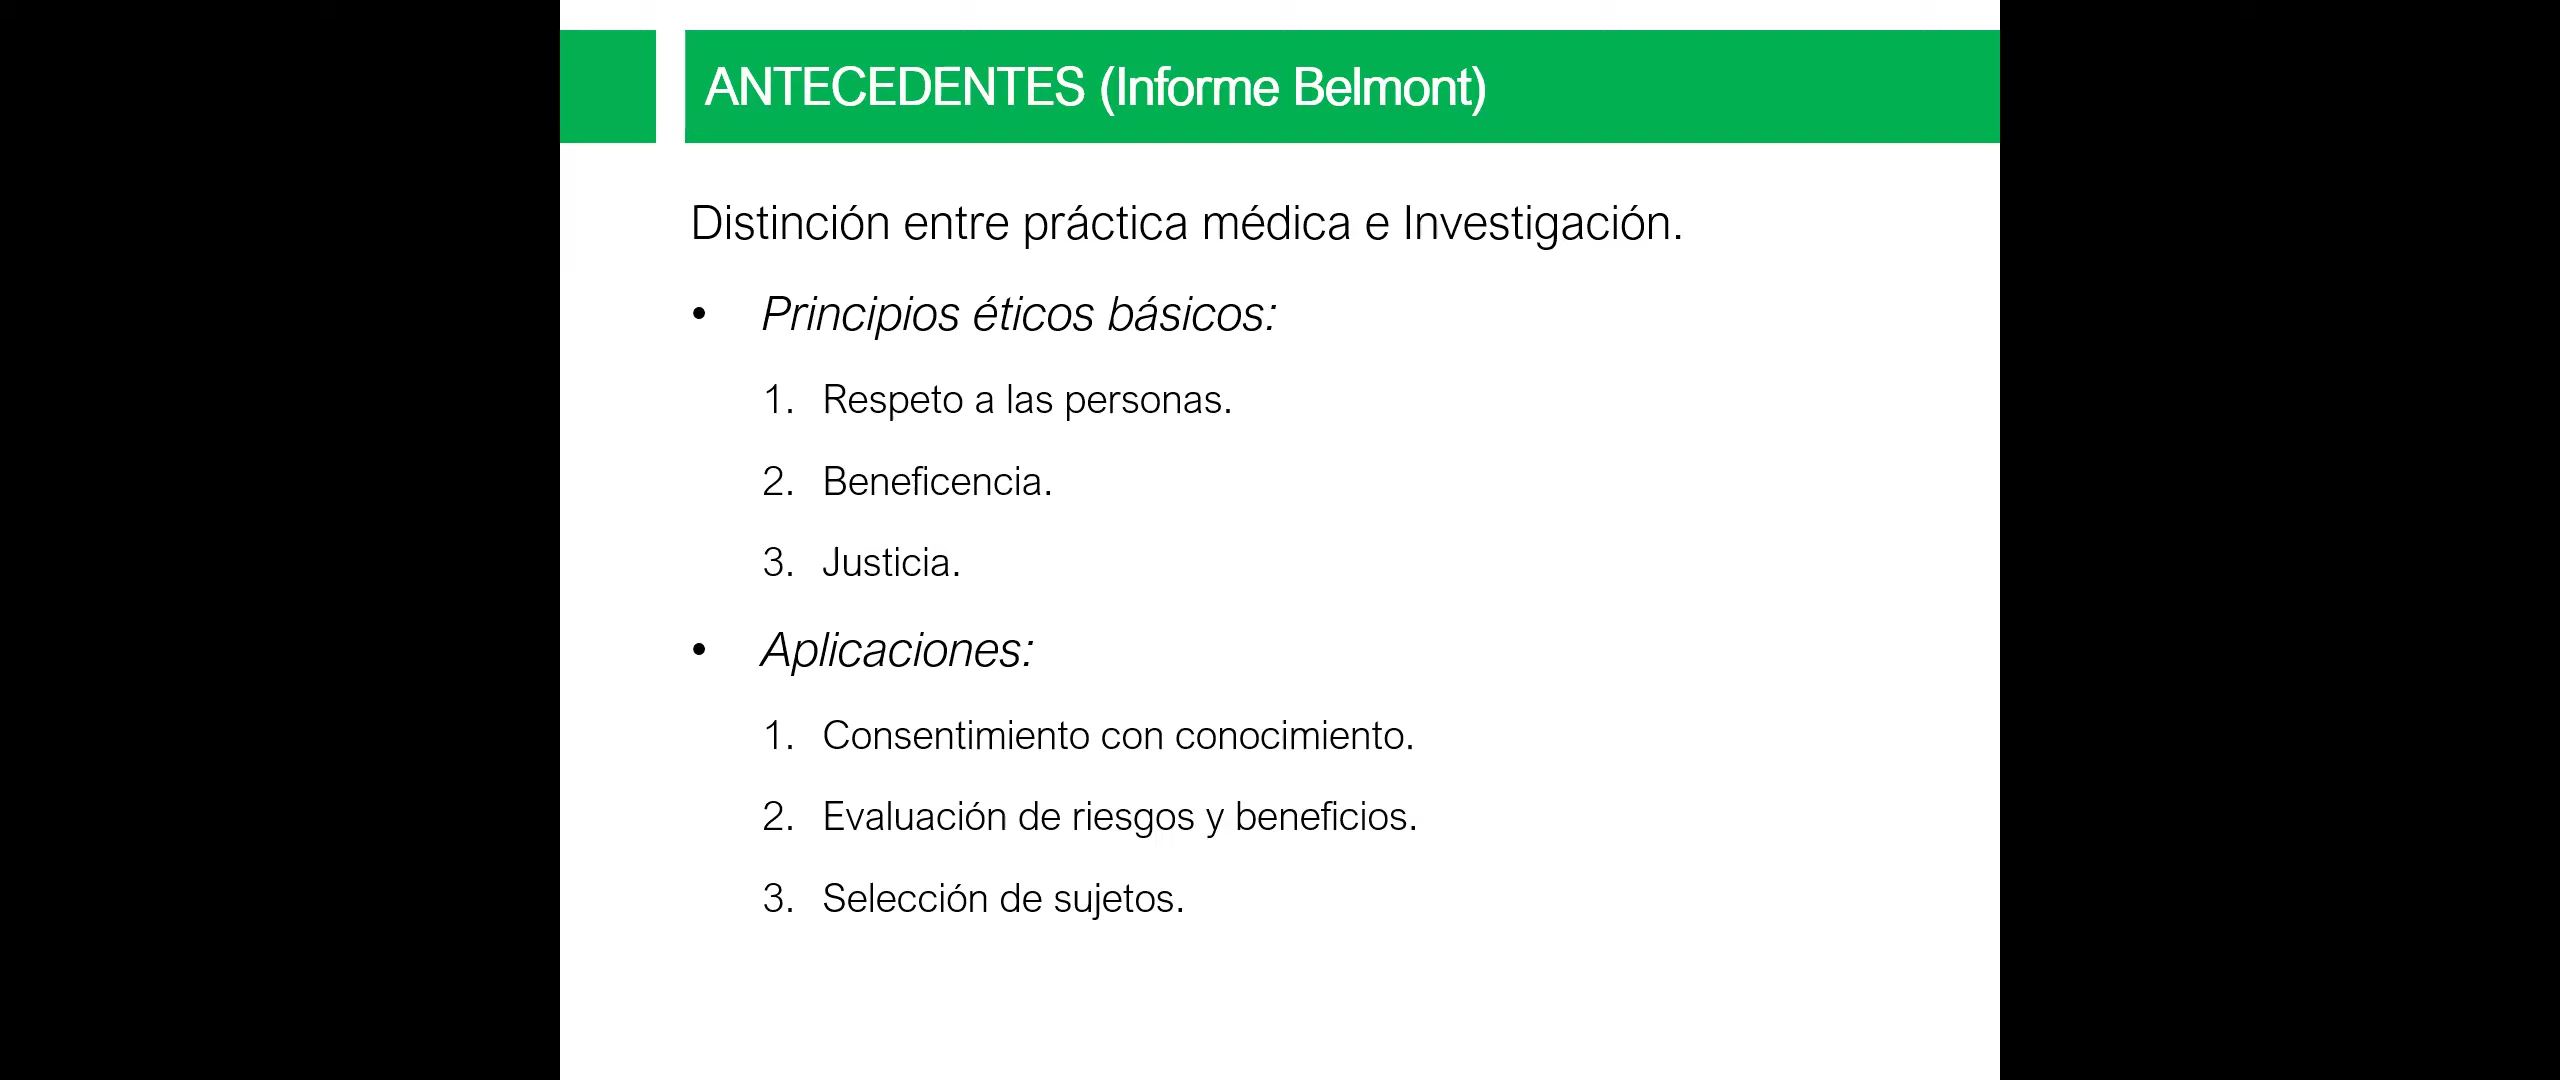 ANTECEDENTES (Informe Belmont)
Distinción entre práctica médica e Investigación.
• Principios éticos básicos:
1. Respeto a las personas.
2. Beneficencia.
3. Justicia.
• Aplicaciones:
1. Consentimiento con conocimiento.
2. Evaluación de riesgos y beneficios.
3. Selección de sujetos.